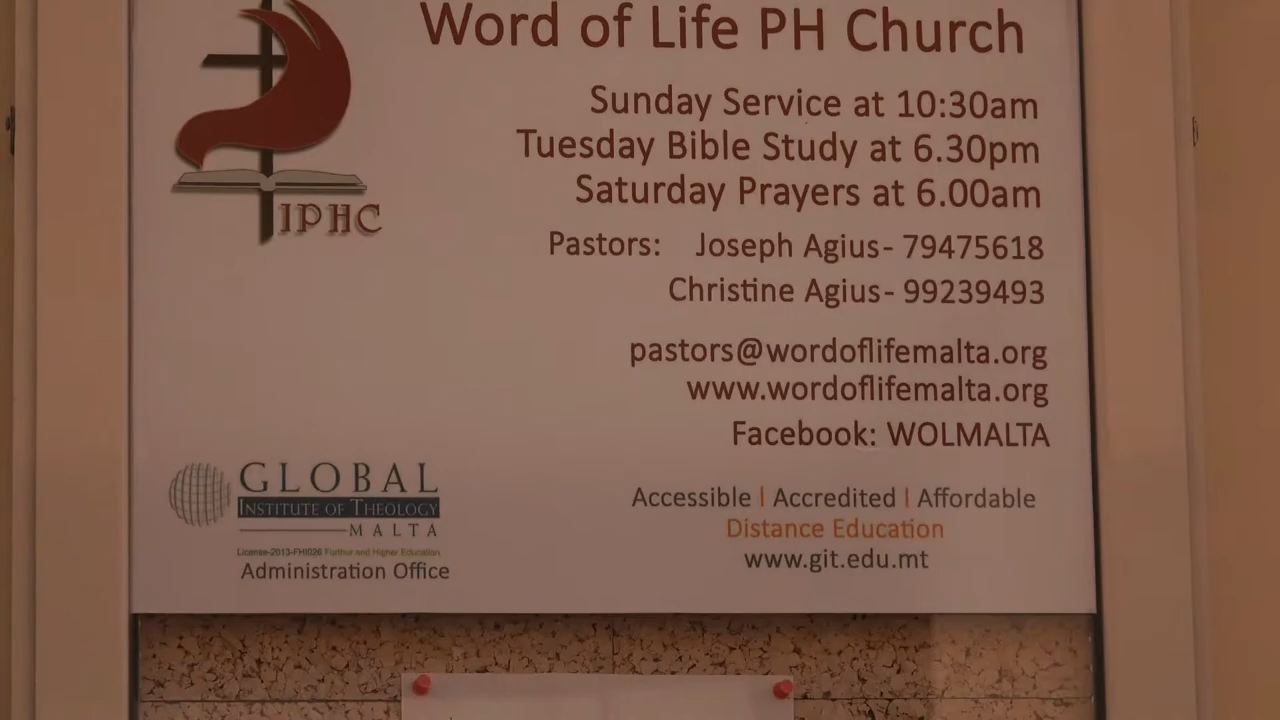 Word of Life PH Church
Sunday Service at 10:30am
Tuesday Bible Study at 6.30pm
Saturday Prayers at 6.00am
IPHC
Pastors: Joseph Agius- 79475618
Christine Agius- 99239493
pastors@wordoflifemalta.org
www.wordoflifemalta.org
Facebook: WOLMALTA
GLOBAL
INSTITUTE OF THEOLOGY
MALTA
License-2013-FHI026 Further and Higher Education
Administration Office
Accessible | Accredited | Affordable
Distance Education
www.git.edu.mt